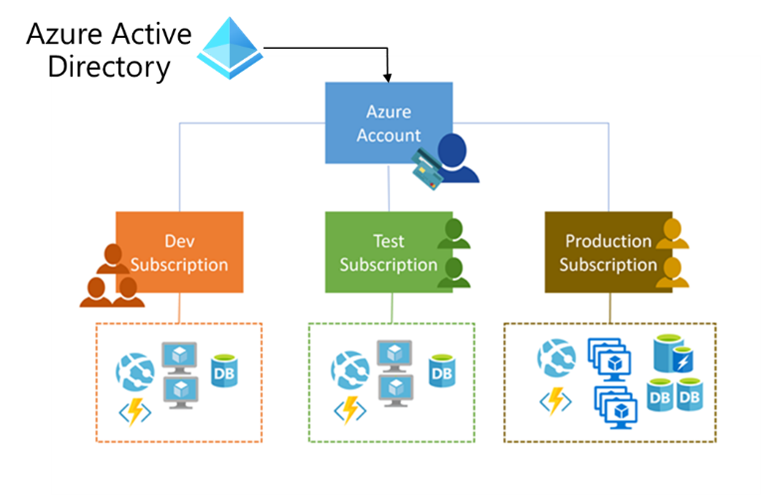 Azure Active
Directory
Azure
Account
Dev
Subscription
Test
Subscription
Production
Subscription
DB
DB
DB
DB